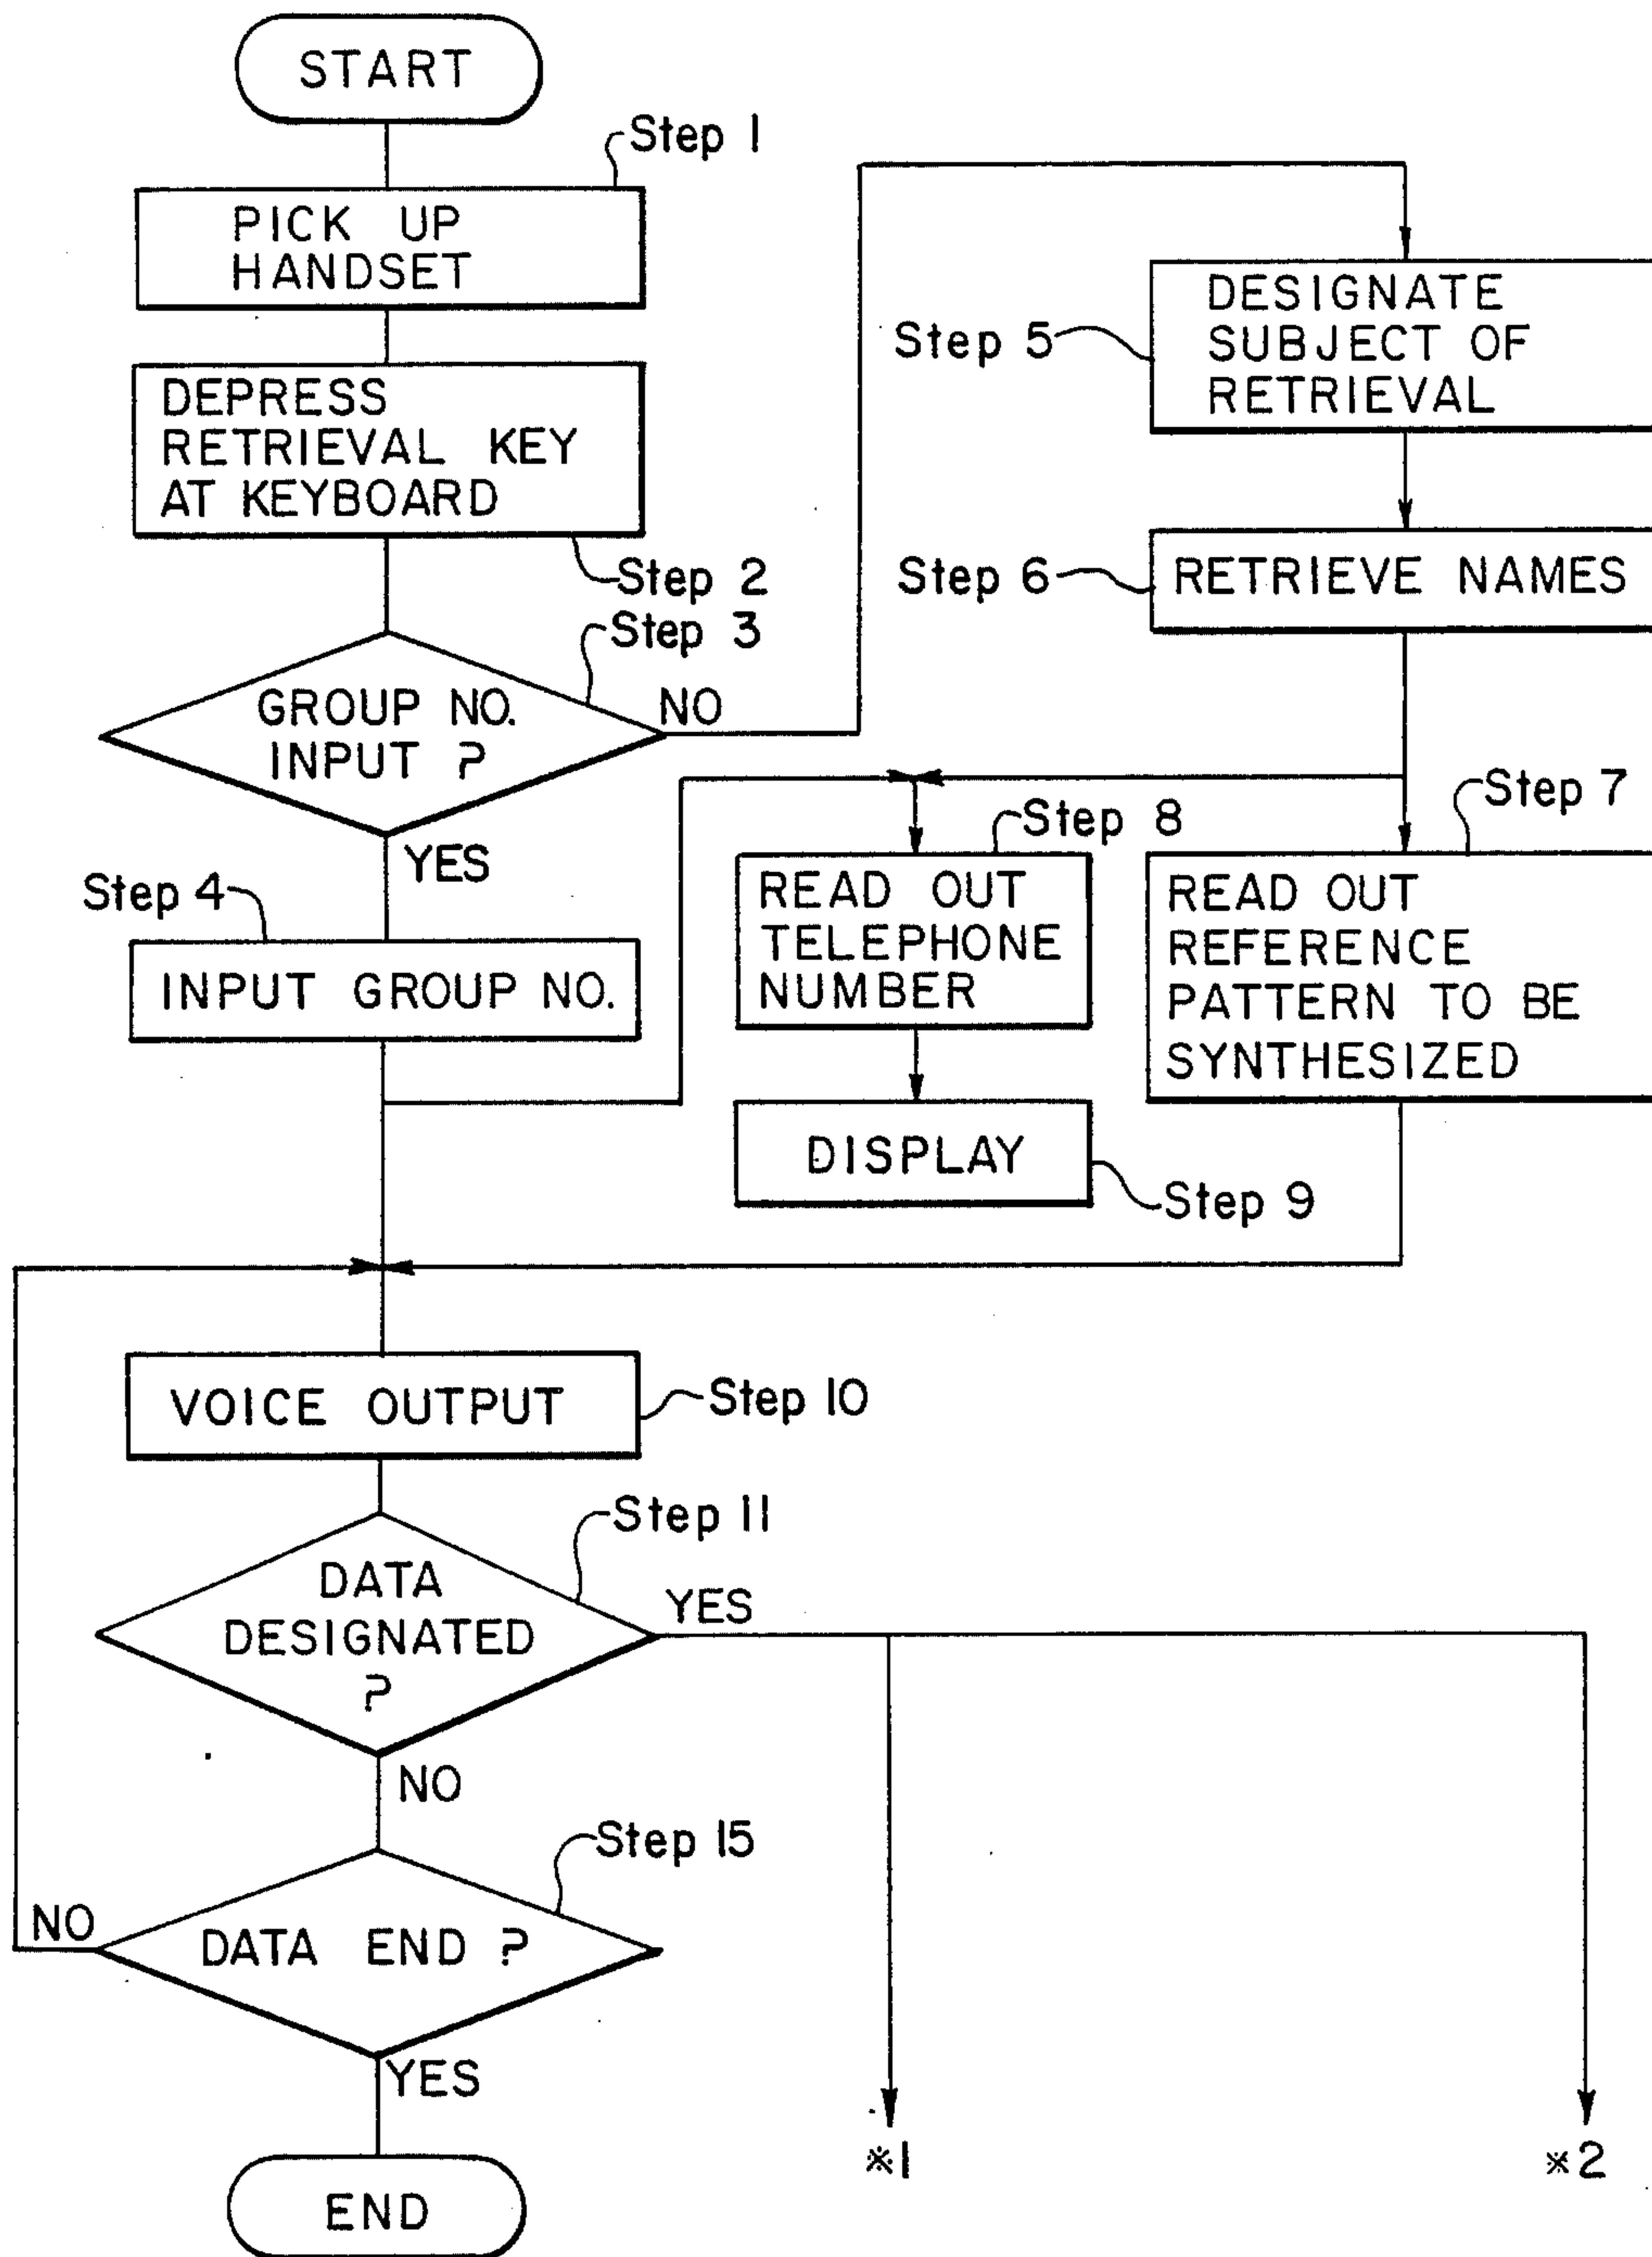 START
Step 1
PICK UP
HANDSET
DEPRESS
RETRIEVAL KEY
AT KEYBOARD
Step 2
Step 3
GROUP NO.
INPUT ?
NO
YES
Step 4
INPUT GROUP NO.
Step 5
DESIGNATE
SUBJECT OF
RETRIEVAL
Step 6
RETRIEVE NAMES
Step 7
READ OUT
REFERENCE
PATTERN TO BE
SYNTHESIZED
Step 8
READ OUT
TELEPHONE
NUMBER
DISPLAY
Step 9
VOICE OUTPUT
Step 10
Step 11
DATA
DESIGNATED
?
YES
NO
Step 15
DATA END ?
NO
YES
END
※1
※2